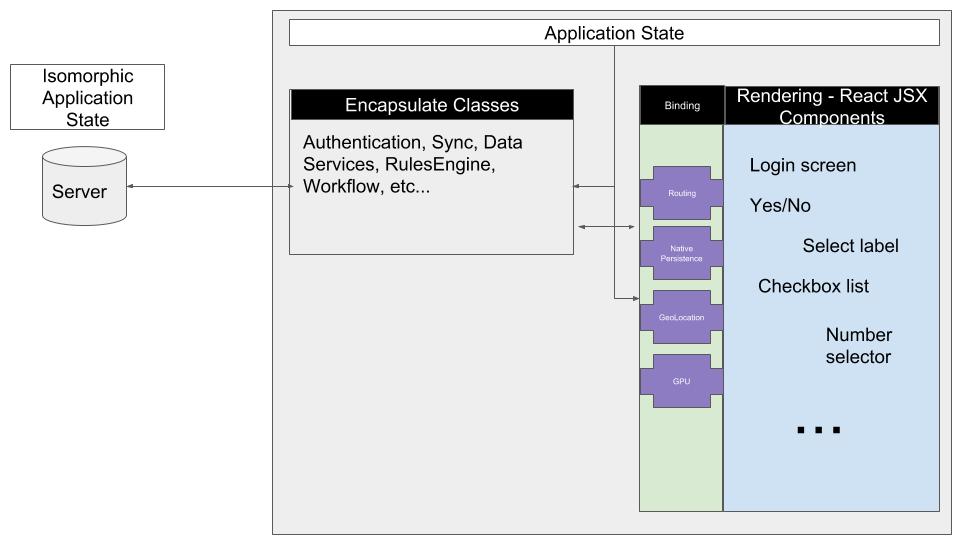 Application State
Isomorphic
Application
State
Server
Encapsulate Classes
Authentication, Sync, Data
Services, RulesEngine,
Workflow, etc...
Binding
Routing
Native
Persistence
GeoLocation
GPU
Rendering - React JSX
Components
Login screen
Yes/No
Select label
Checkbox list
Number
selector
...